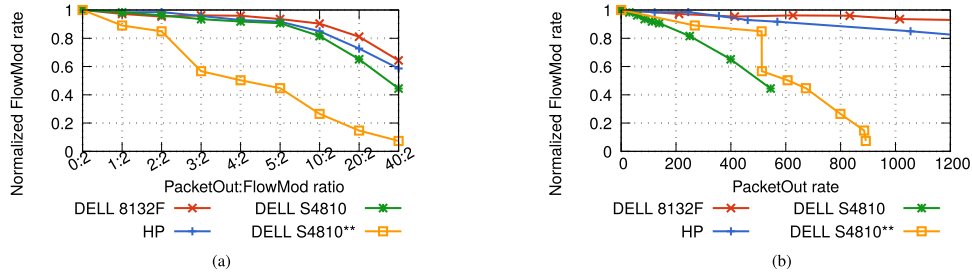 Normalized FlowMod rate
1
0.8
0.6
0.4
0.2
0
0:2 1:2 2:2 3:2 4:2 5:2 10:2 20:2 40:2
PacketOut:FlowMod ratio
DELL 8132F DELL S4810
HP DELL S4810**
(a)
Normalized FlowMod rate
1
0.8
0.6
0.4
0.2
0
0 200 400 600 800 1000 1200
PacketOut rate
DELL 8132F DELL S4810
HP DELL S4810**
(b)